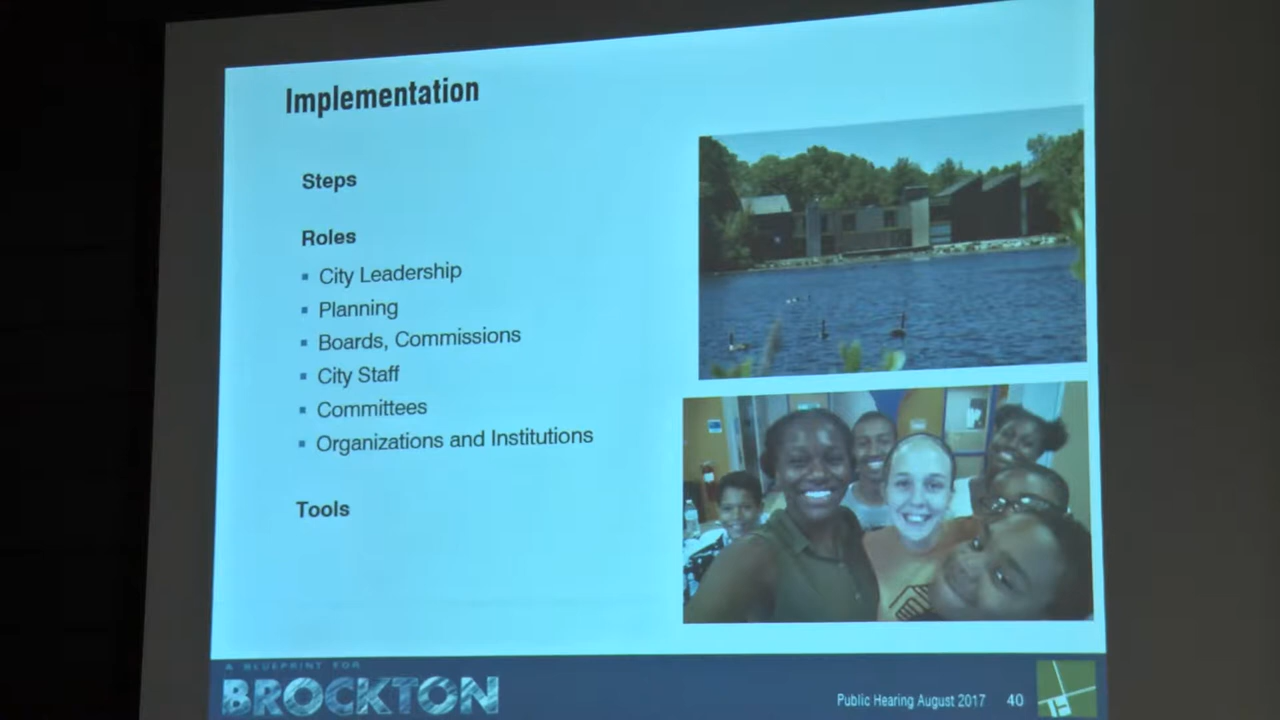 Implementation
Steps
Roles
City Leadership
Planning
Boards, Commissions
City Staff
Committees
Organizations and Institutions
Tools
A BLUEPRINT FOR
BROCKTON
Public Hearing August 2017 40